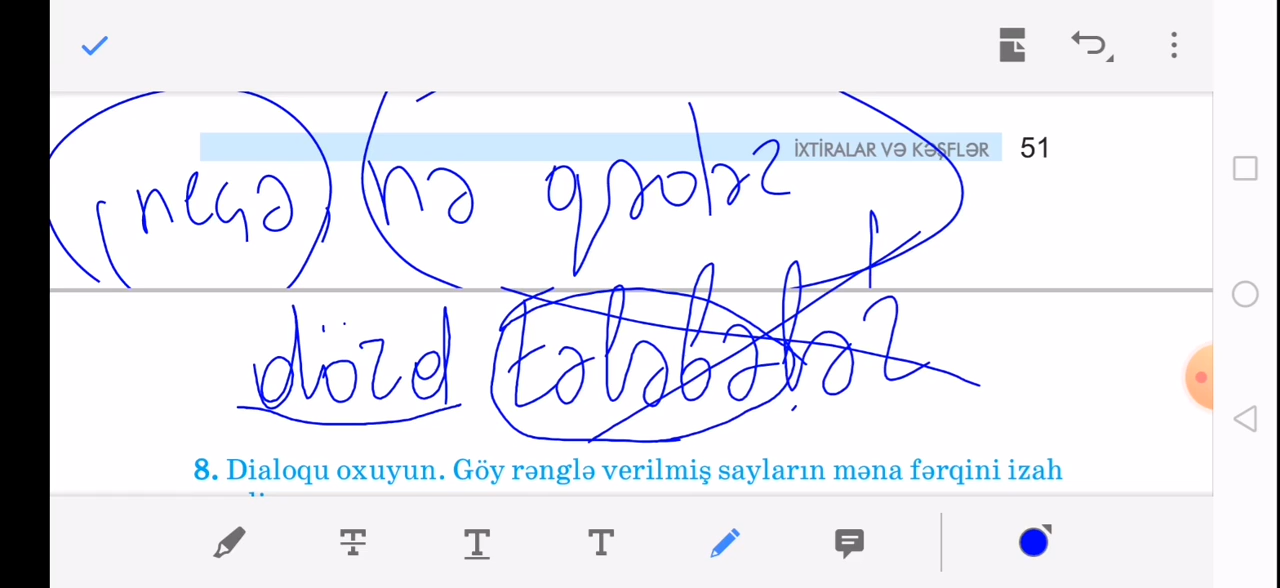 İXTİRALAR VƏ KƏŞFLƏR 51
neçə nə qədər
dörd tələbələr
8. Dialoqu oxuyun. Göy rənglə verilmiş sayların məna fərqini izah